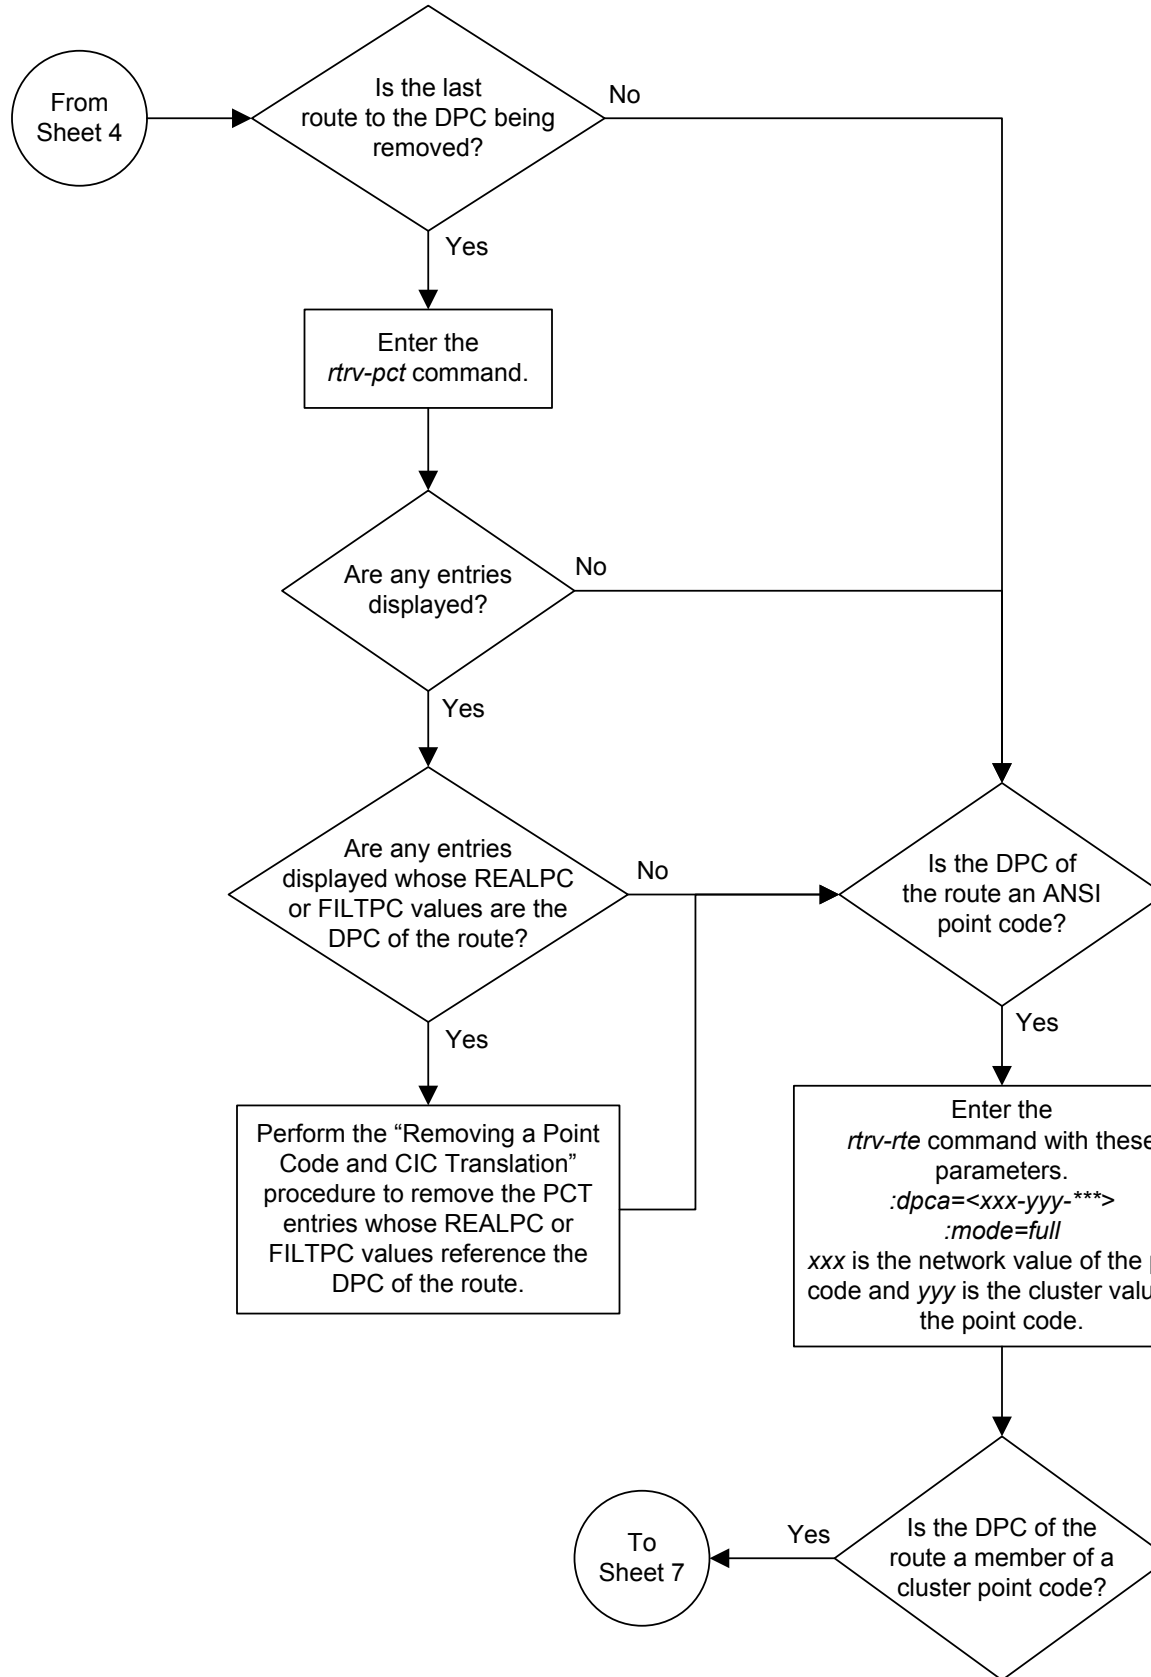 From
Sheet 4
Is the last
route to the DPC being
removed?
No
Yes
Enter the
rtrv-pct command.
Are any entries
displayed?
No
Yes
Are any entries
displayed whose REALPC
or FILTPC values are the
DPC of the route?
No
Yes
Perform the “Removing a Point
Code and CIC Translation”
procedure to remove the PCT
entries whose REALPC or
FILTPC values reference the
DPC of the route.
Is the DPC of
the route an ANSI
point code?
Yes
Enter the
rtrv-rte command with these
parameters.
:dpca=<xxx-yyy-***>
:mode=full
xxx is the network value of the
code and yyy is the cluster
the point code.
Is the DPC of the
route a member of a
cluster point code?
Yes
To
Sheet 7